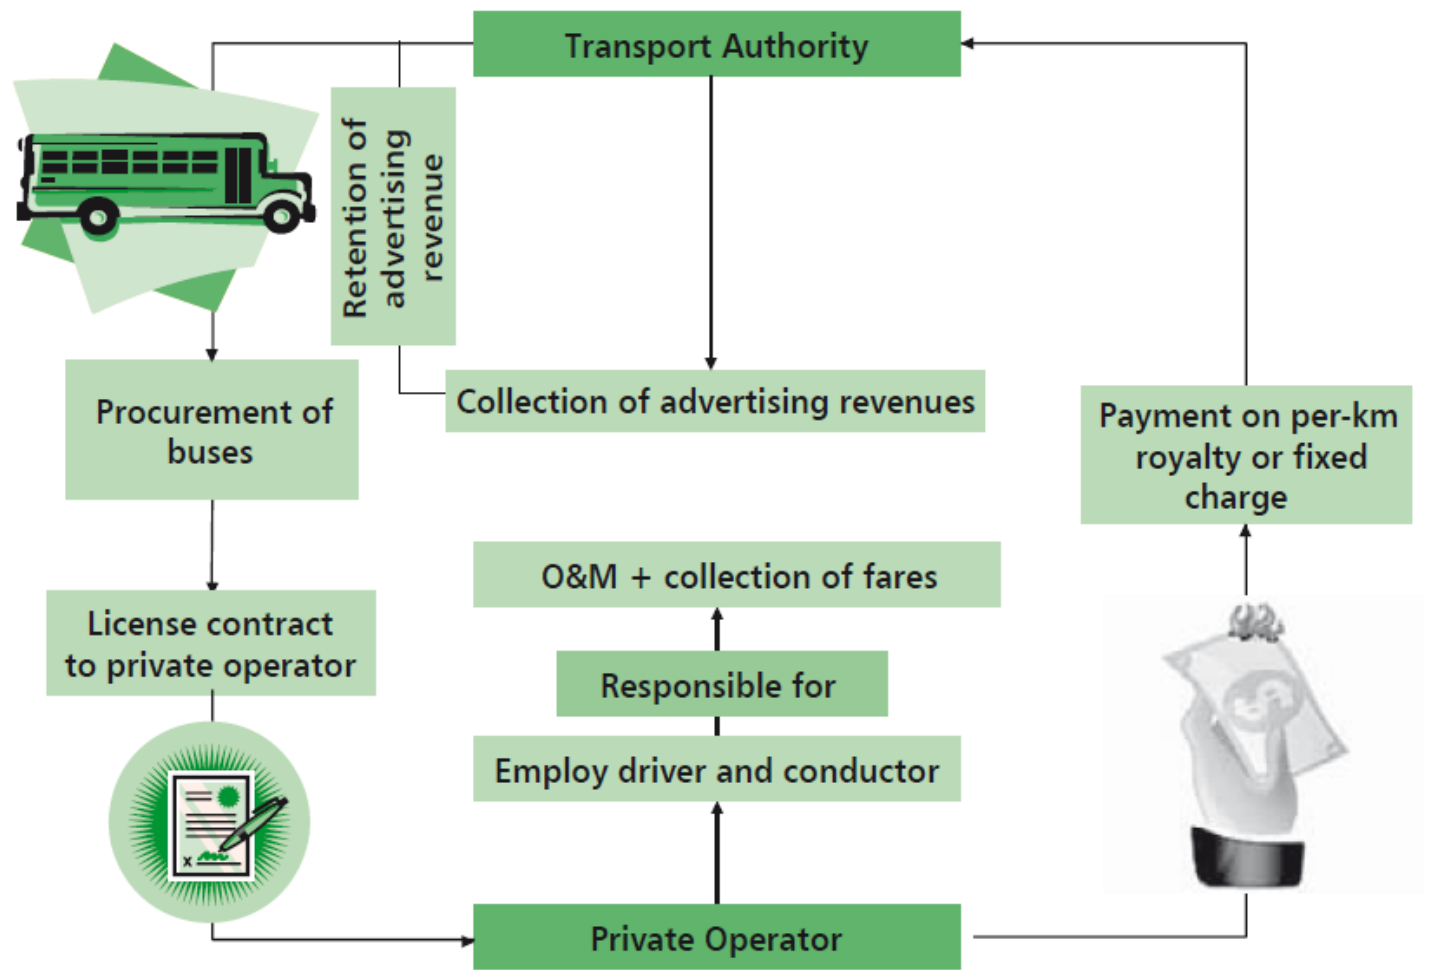 Transport Authority
Retention of
advertising
revenue
Collection of advertising revenues
Procurement of
buses
Payment on per-km
royalty or fixed
charge
O&M + collection of fares
License contract
to private operator
Responsible for
Employ driver and conductor
x
Private Operator